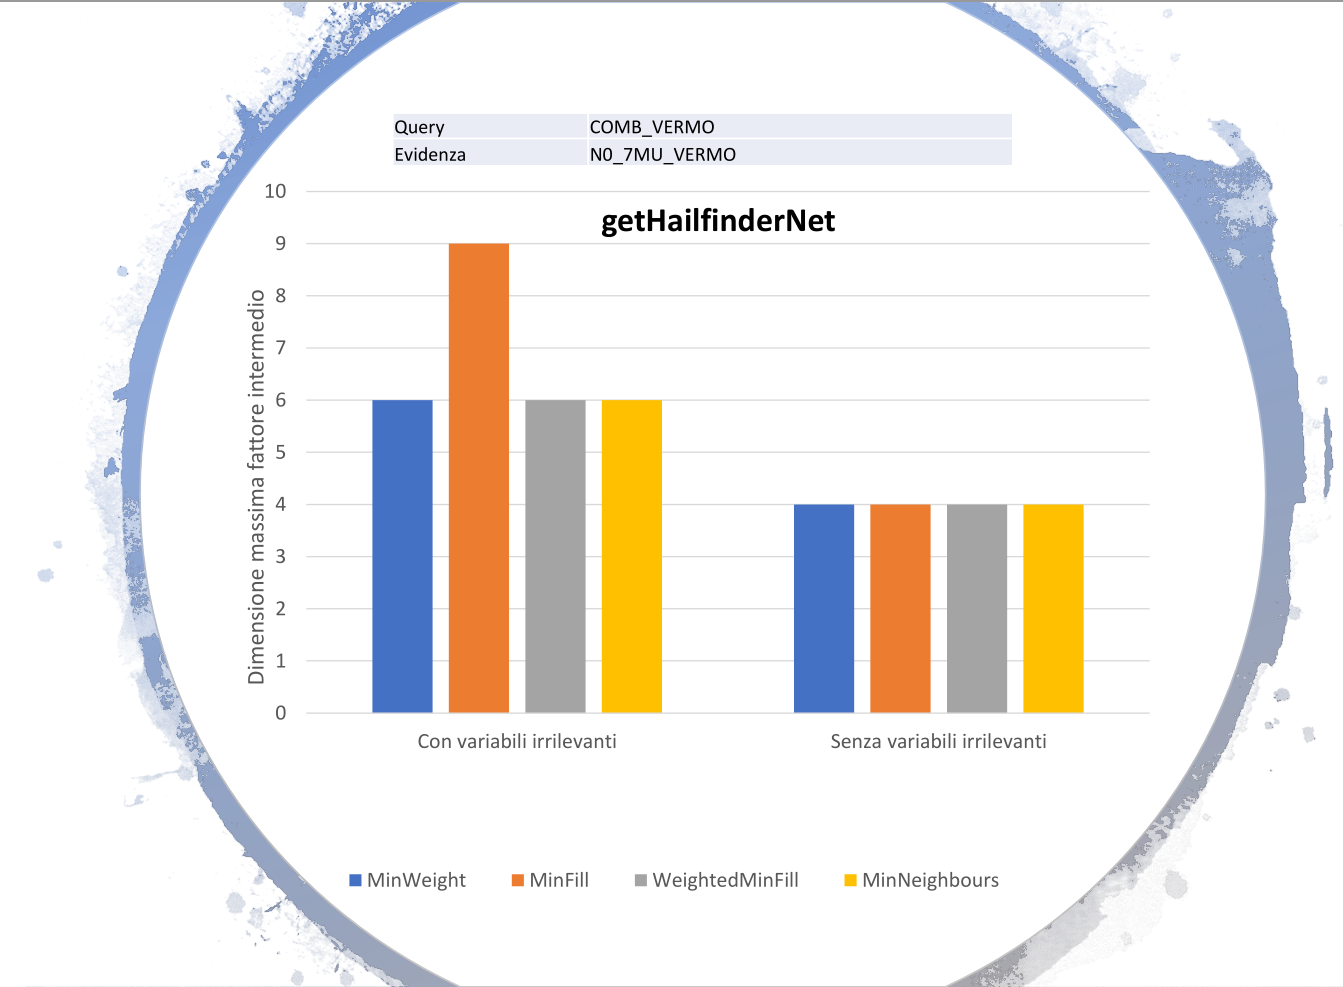 Query COMB_VERMO
Evidenza N0_7MU_VERMO
getHailfinderNet
Dimensione massima fattore intermedio
10
9
8
7
6
5
4
3
2
1
0
Con variabili irrilevanti Senza variabili irrilevanti
MinWeight MinFill WeightedMinFill MinNeighbours